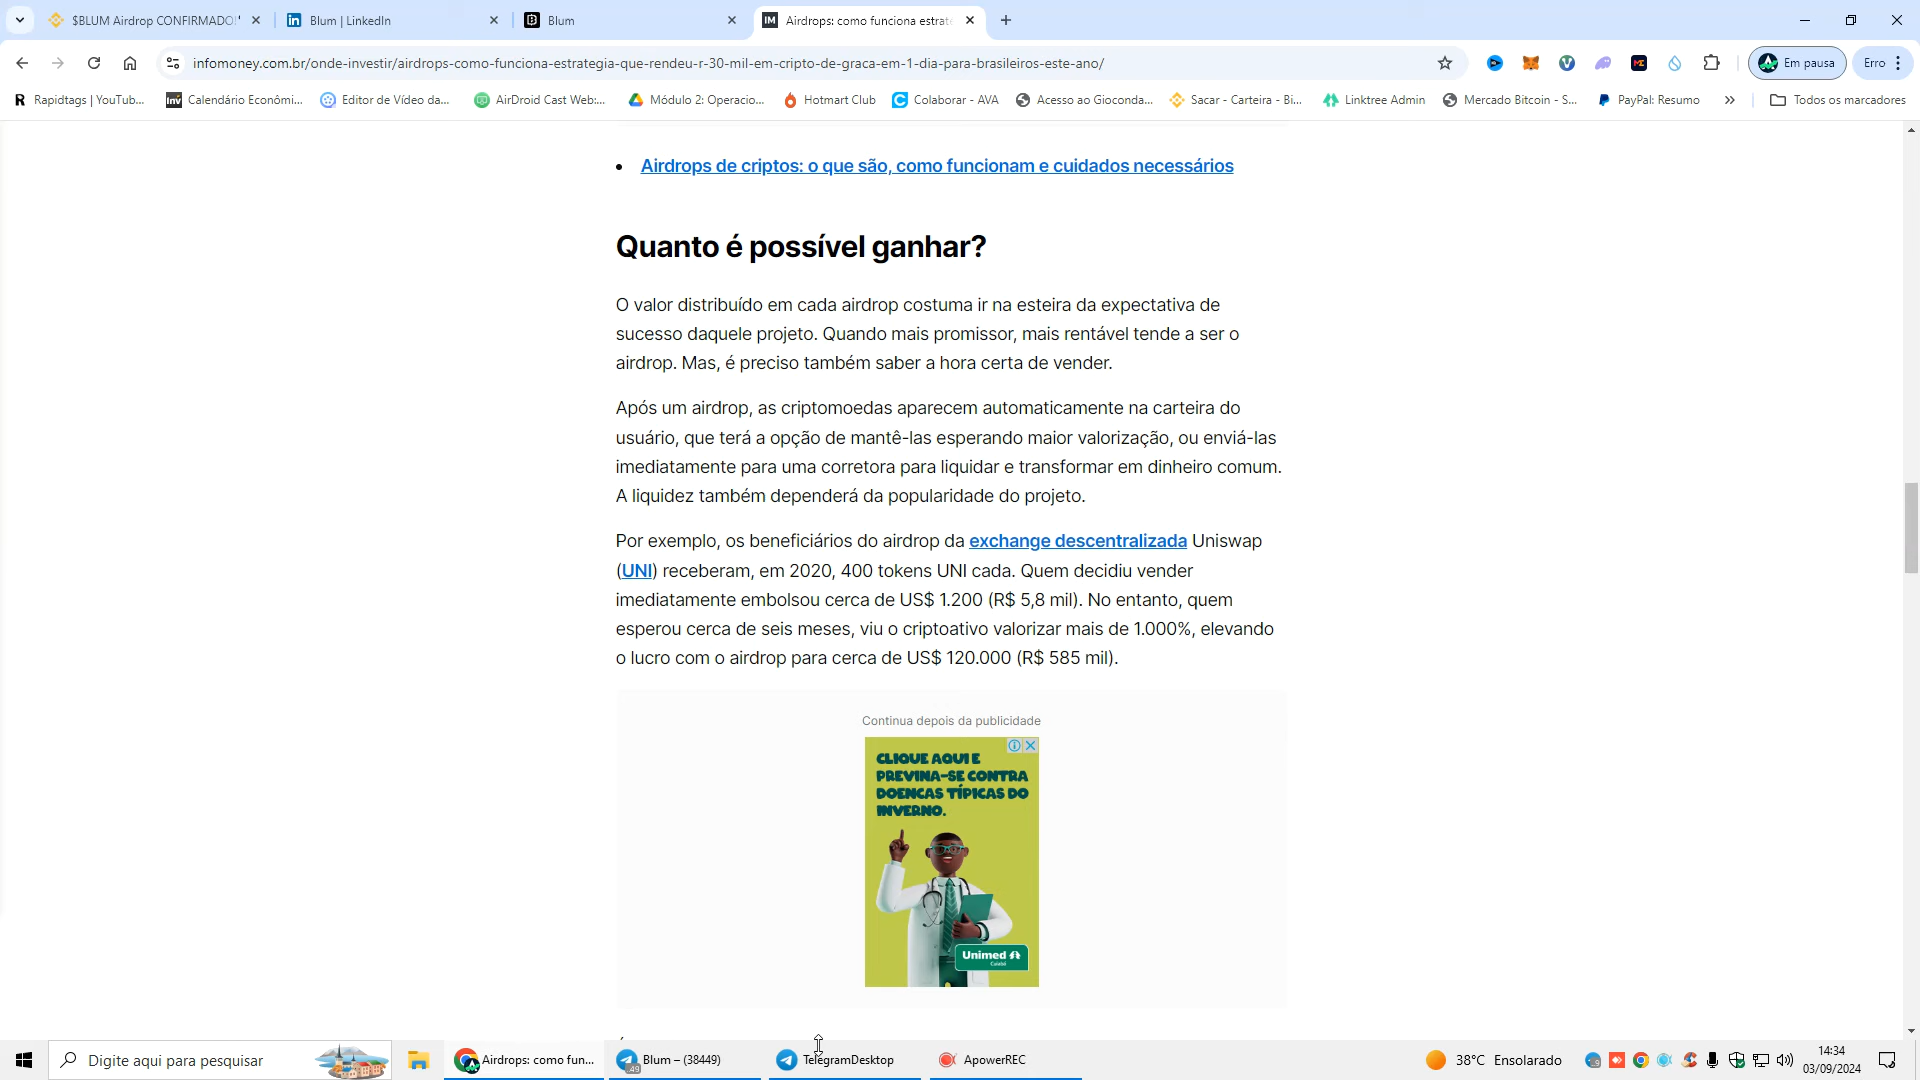 $BLUM Airdrop CONFIRMADO!
Blum | LinkedIn
Blum
Airdrops: como funciona estrate
infomoney.com.br/onde-investir/airdrops-como-funciona-estrategia-que-rendeu-r-30-mil-em-cripto-de-graca-em-1-dia-para-brasileiros-este-ano/
Em pausa
Erro
Rapidtags | YouTub...
Calendário Econômi...
Editor de Vídeo da...
AirDroid Cast Web:...
Módulo 2: Operacio...
Hotmart Club
Colaborar - AVA
Acesso ao Gioconda...
Sacar - Carteira - Bi...
Linktree Admin
Mercado Bitcoin - S...
PayPal: Resumo
Todos os marcadores
Airdrops de criptos: o que são, como funcionam e cuidados necessários
Quanto é possível ganhar?
O valor distribuído em cada airdrop costuma ir na esteira da expectativa de
sucesso daquele projeto. Quando mais promissor, mais rentável tende a ser o
airdrop. Mas, é preciso também saber a hora certa de vender.
Após um airdrop, as criptomoedas aparecem automaticamente na carteira do
usuário, que terá a opção de mantê-las esperando maior valorização, ou enviá-las
imediatamente para uma corretora para liquidar e transformar em dinheiro comum.
A liquidez também dependerá da popularidade do projeto.
Por exemplo, os beneficiários do airdrop da exchange descentralizada Uniswap
(UNI) receberam, em 2020, 400 tokens UNI cada. Quem decidiu vender
imediatamente embolsou cerca de US$ 1.200 (R$ 5,8 mil). No entanto, quem
esperou cerca de seis meses, viu o criptoativo valorizar mais de 1.000%, elevando
o lucro com o airdrop para cerca de US$ 120.000 (R$ 585 mil).
Continua depois da publicidade
CLIQUE AQUI E
PREVINA-SE CONTRA
DOENCAS TÍPICAS DO
INVERNO.
Unimed
Cuiabá
Digite aqui para pesquisar
Airdrops: como fun...
Blum – (38449)
TelegramDesktop
ApowerREC
38°C Ensolarado
14:34
03/09/2024